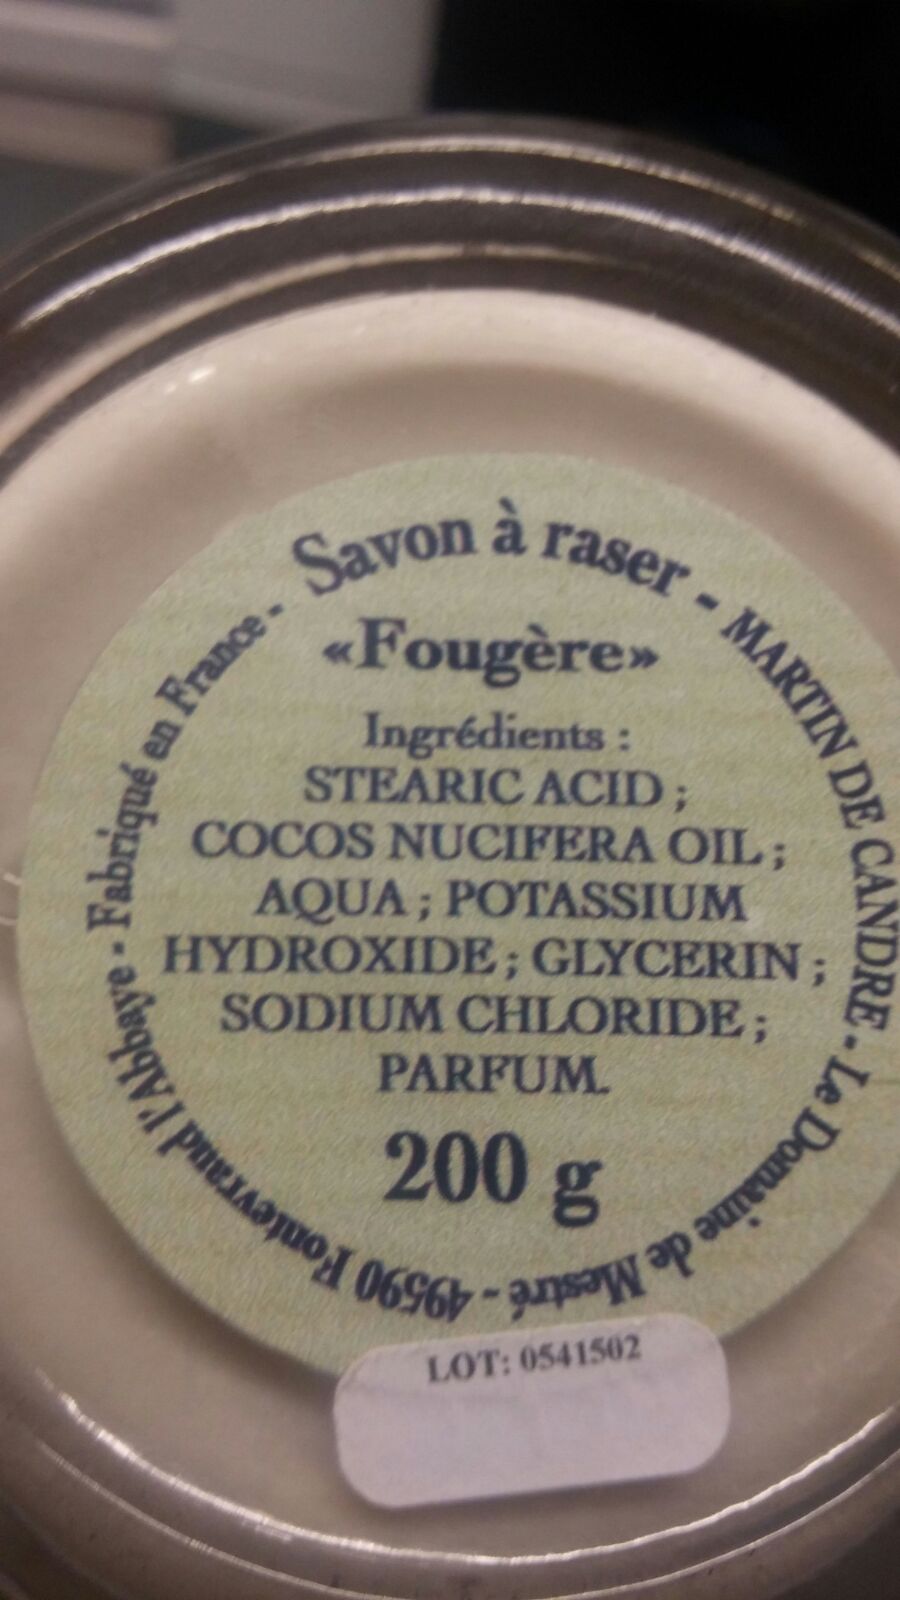 Savon à raser - MARTIN DE CANDRE - Le Domaine de Mestré - 49590 Fontevraud l'Abbaye - Fabriqué en France -
«Fougère»
Ingrédients :
STEARIC ACID ;
COCOS NUCIFERA OIL ;
AQUA ; POTASSIUM
HYDROXIDE ; GLYCERIN ;
SODIUM CHLORIDE ;
PARFUM.
200 g
LOT: 0541502